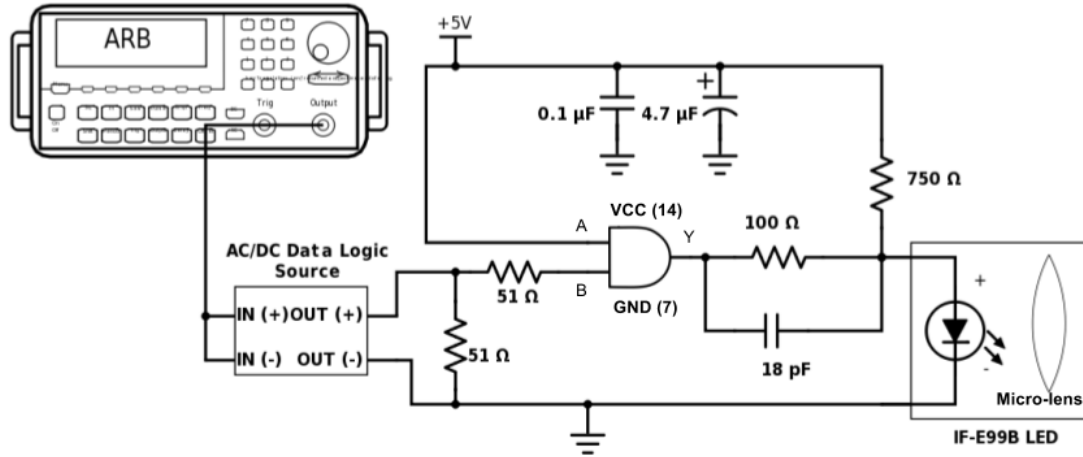 ARB
Trig
Output
+5V
0.1 µF
4.7 µF
+
750 Ω
VCC (14)
A
Y
100 Ω
AC/DC Data Logic
Source
51 Ω
B
GND (7)
IN (+) OUT (+)
51 Ω
IN (-) OUT (-)
18 pF
+
-
Micro-lens
IF-E99B LED